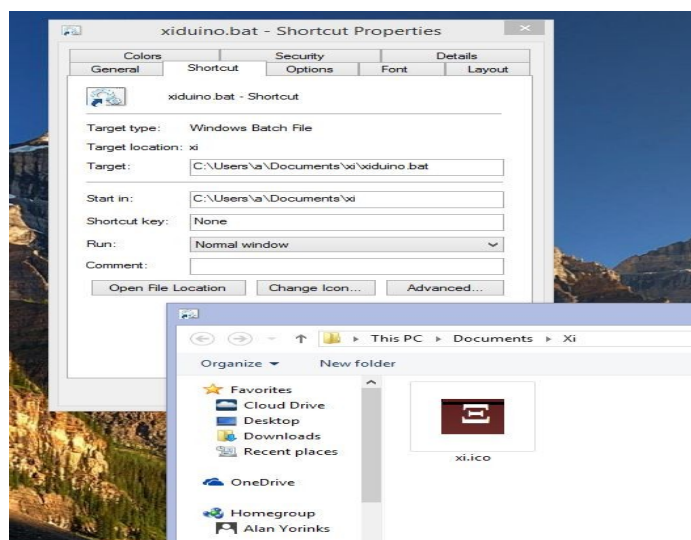 xiduino.bat - Shortcut Properties
Colors Security Details
General Shortcut Options Font Layout
xiduino.bat - Shortcut
Target type: Windows Batch File
Target location: xi
Target: C:\Users\a\Documents\xi\xiduino.bat
Start in: C:\Users\a\Documents\xi
Shortcut key: None
Run: Normal window
Comment:
Open File Location Change Icon... Advanced...
This PC Documents Xi
Organize New folder
Favorites
Cloud Drive
Desktop
Downloads
Recent places
xi.ico
OneDrive
Homegroup
Alan Yorinks